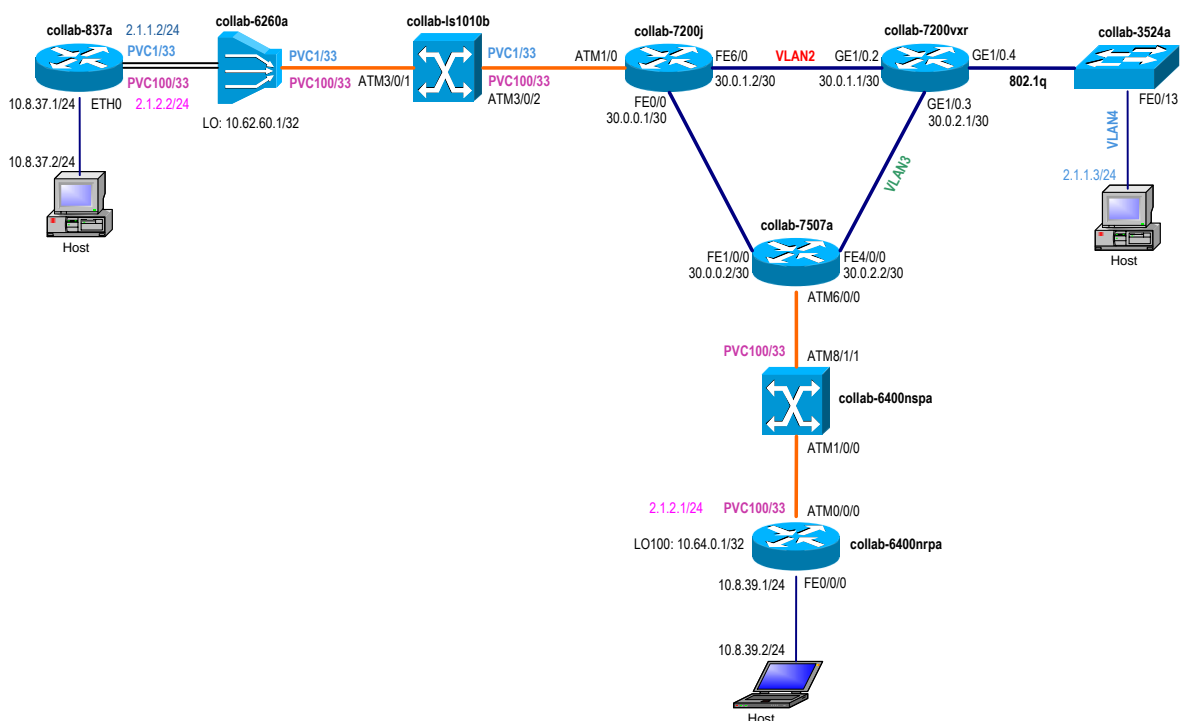 collab-837a
2.1.1.2/24
PVC1/33
PVC100/33
2.1.2.2/24
10.8.37.1/24
ETH0
10.8.37.2/24
Host
collab-6260a
PVC1/33
PVC100/33
LO: 10.62.60.1/32
collab-ls1010b
ATM3/0/1
PVC1/33
PVC100/33
ATM3/0/2
collab-7200j
ATM1/0
FE6/0
30.0.1.2/30
FE0/0
30.0.0.1/30
VLAN2
collab-7200vxr
GE1/0.2
30.0.1.1/30
GE1/0.4
GE1/0.3
30.0.2.1/30
802.1q
collab-3524a
FE0/13
VLAN4
2.1.1.3/24
Host
VLAN3
collab-7507a
FE1/0/0
30.0.0.2/30
FE4/0/0
30.0.2.2/30
ATM6/0/0
PVC100/33
ATM8/1/1
collab-6400nspa
ATM1/0/0
2.1.2.1/24
PVC100/33
ATM0/0/0
LO100: 10.64.0.1/32
collab-6400nrpa
10.8.39.1/24
FE0/0/0
10.8.39.2/24
Host